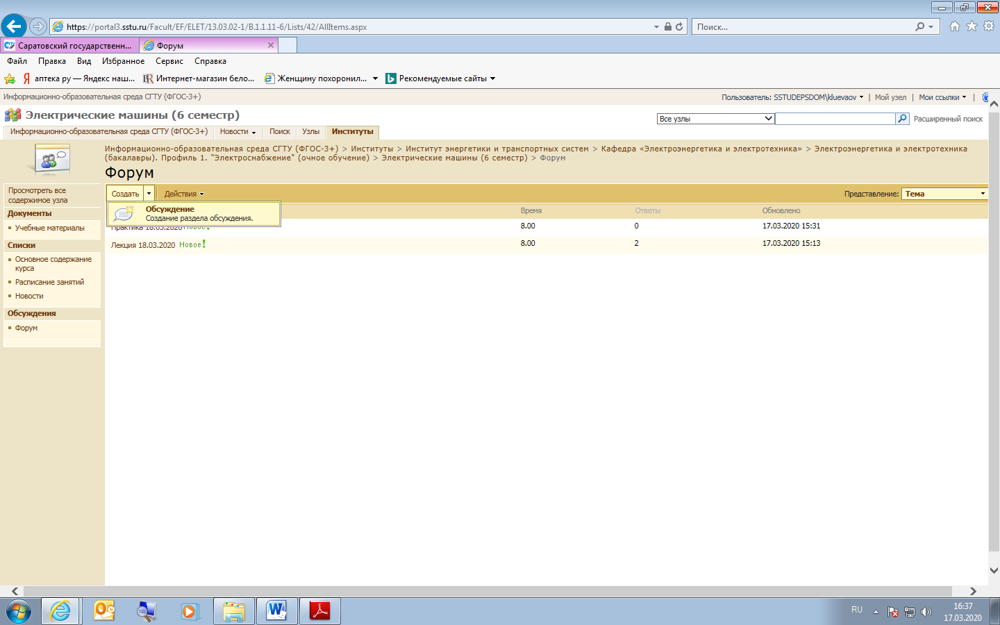 https://portal3.sstu.ru/Facult/EF/ELET/13.03.02-1/B.1.1.11-6/Lists/42/AllItems.aspx
Поиск...
Саратовский государственн...
Форум
Файл Правка Вид Избранное Сервис Справка
аптека ру — Яндекс наш...
Интернет-магазин бело...
Женщину похоронил...
Рекомендуемые сайты
Информационно-образовательная среда СГТУ (ФГОС-3+)
Пользователь: SSTUDEPSDOM\kluevaov | Мой узел | Мои ссылки |
Электрические машины (6 семестр)
Все узлы
Расширенный поиск
Информационно-образовательная среда СГТУ (ФГОС-3+) Новости Поиск Узлы Институты
Информационно-образовательная среда СГТУ (ФГОС-3+) > Институты > Институт энергетики и транспортных систем > Кафедра «Электроэнергетика и электротехника» > Электроэнергетика и электротехника
(бакалавры). Профиль 1. "Электроснабжение" (очное обучение) > Электрические машины (6 семестр) > Форум
Форум
Просмотреть все
содержимое узла
Документы
Учебные материалы
Списки
Основное содержание
курса
Расписание занятий
Новости
Обсуждения
Форум
Создать Действия
Представление: Тема
Обсуждение
Создание раздела обсуждения.
Время Ответы Обновлено
Практика 18.03.2020 Новое! 8.00 0 17.03.2020 15:31
Лекция 18.03.2020 Новое! 8.00 2 17.03.2020 15:13
RU
16:37
17.03.2020